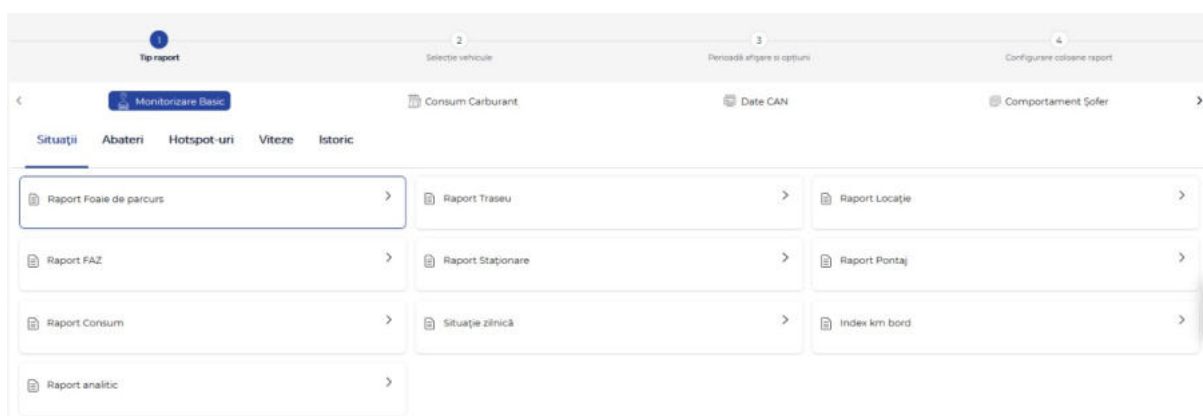 1 2 3 4
Tip raport Selecție vehicule Perioadă afișare si opțiuni Configurare coloane raport
Monitorizare Basic Consum Carburant Date CAN Comportament Șofer
Situații Abateri Hotspot-uri Viteze Istoric
Raport Foaie de parcurs Raport Traseu Raport Locație
Raport FAZ Raport Staționare Raport Pontaj
Raport Consum Situație zilnică Index km bord
Raport analitic